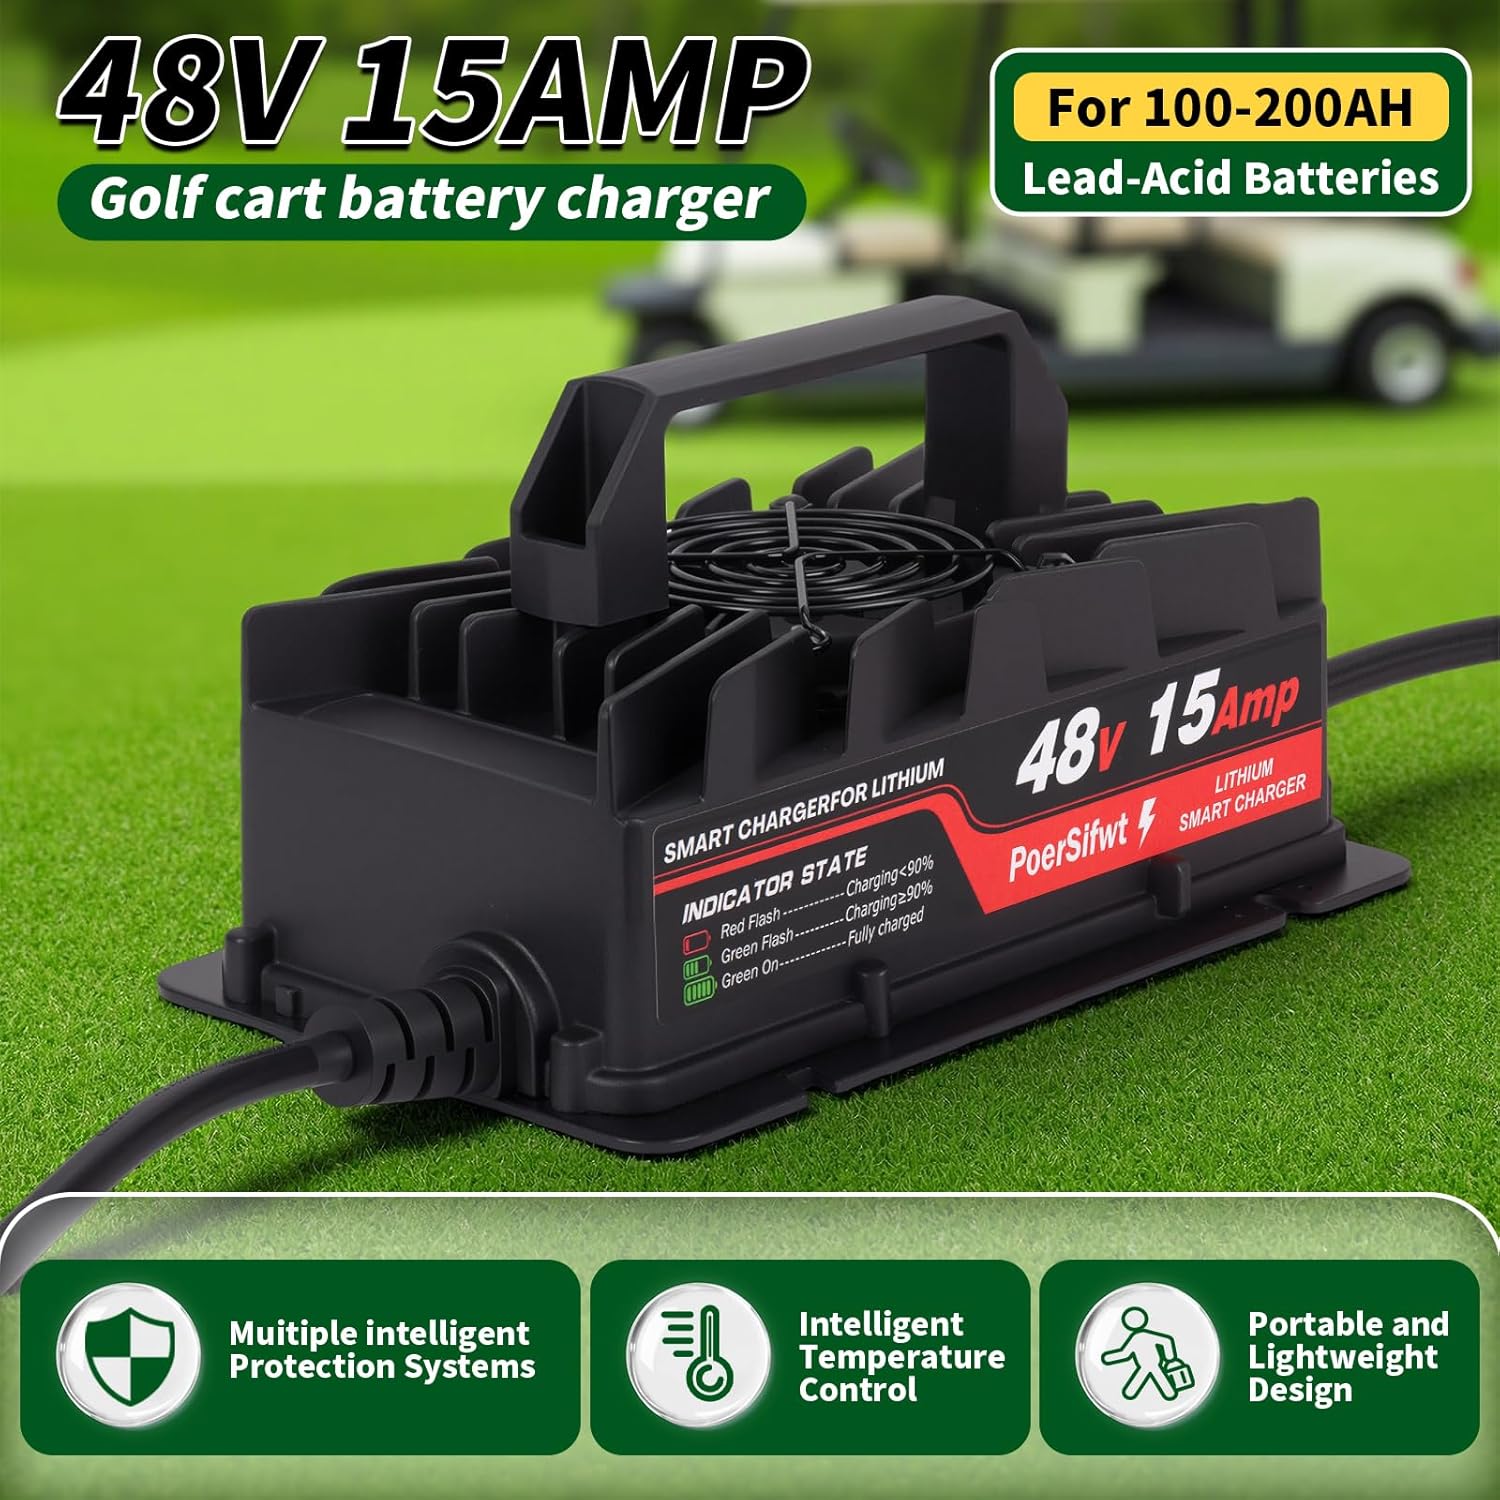 48V 15AMP
Golf cart battery charger
For 100-200AH
Lead-Acid Batteries
SMART CHARGERFOR LITHIUM
INDICATOR STATE
Red Flash ------------ Charging<90%
Green Flash---------- Charging≥90%
Green On-------------- Fully charged
48V 15Amp
PoerSifwt
LITHIUM
SMART CHARGER
Muitiple intelligent
Protection Systems
Intelligent
Temperature
Control
Portable and
Lightweight
Design